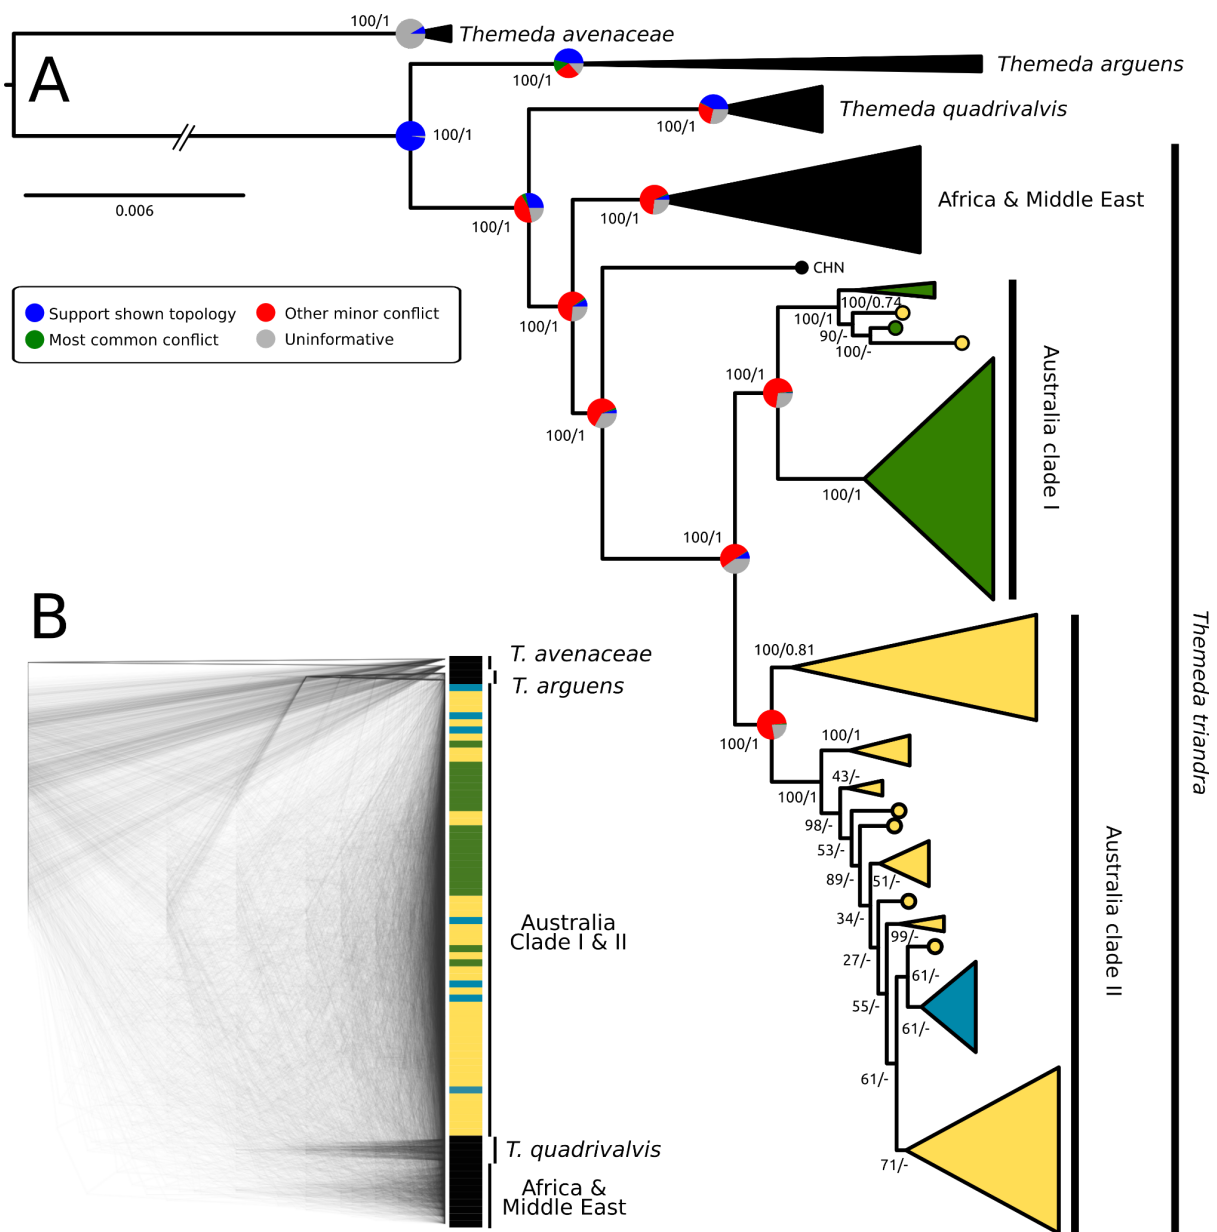 A
100/1
Themeda avenaceae
100/1
Themeda arguens
100/1
Themeda quadrivalvis
100/1
0.006
100/1
100/1
Africa & Middle East
CHN
100/1
Support shown topology
Other minor conflict
Most common conflict
Uninformative
100/0.74
100/1
90/-
100/-
100/1
100/1
100/1
Australia clade I
100/1
Themeda triandra
100/0.81
100/1
100/1
43/-
100/1
98/-
53/-
89/-
51/-
34/-
99/-
27/-
61/-
55/-
61/-
61/-
71/-
Australia clade II
B
T. avenaceae
T. arguens
Australia
Clade I & II
T. quadrivalvis
Africa &
Middle East